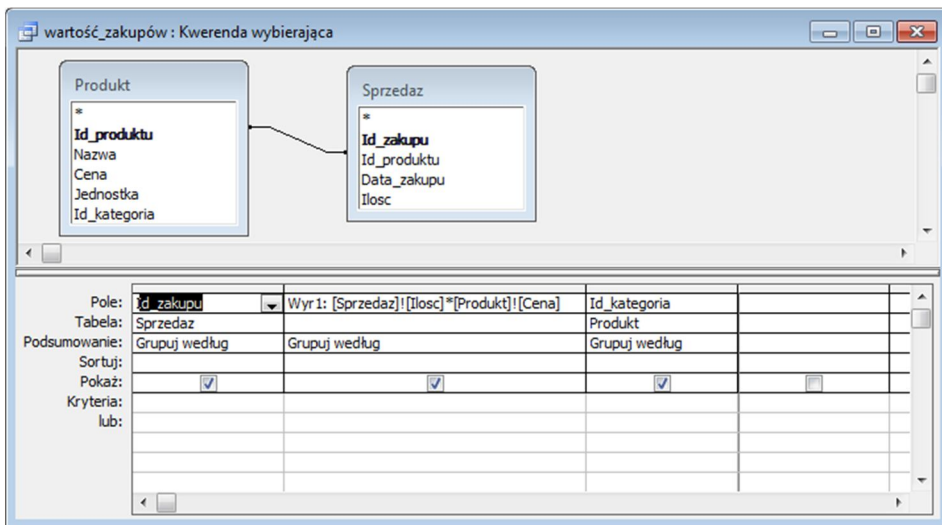 wartość_zakupów : Kwerenda wybierająca
Produkt
*
Id_produktu
Nazwa
Cena
Jednostka
Id_kategoria
Sprzedaz
*
Id_zakupu
Id_produktu
Data_zakupu
Ilosc
Pole: Id_zakupu Wyr1: [Sprzedaz]![Ilosc]*[Produkt]![Cena] Id_kategoria
Tabela: Sprzedaz Produkt
Podsumowanie: Grupuj według Grupuj według Grupuj według
Sortuj:
Pokaż:
Kryteria:
lub: